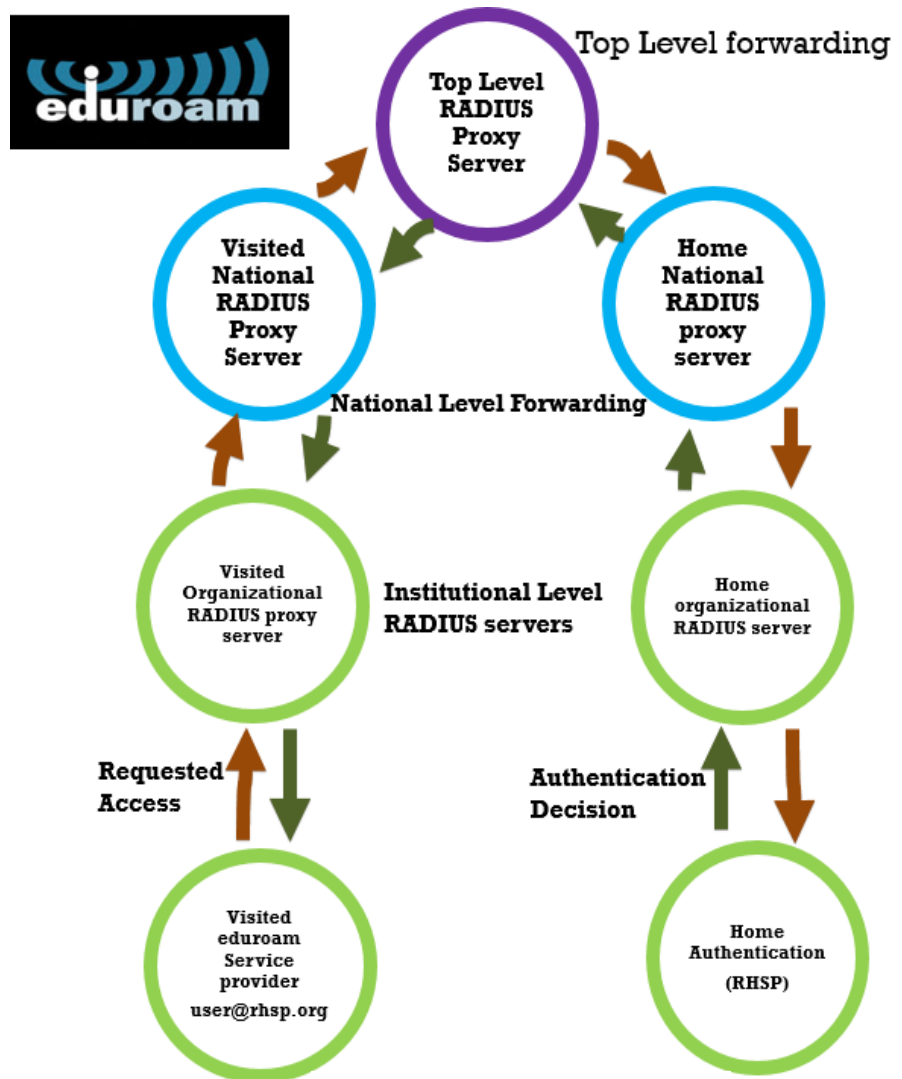 eduroam
Top Level forwarding
Top Level
RADIUS
Proxy
Server
Visited
National
RADIUS
Proxy
Server
Home
National
RADIUS
proxy
server
National Level Forwarding
Visited
Organizational
RADIUS proxy
server
Institutional Level
RADIUS servers
Home
organizational
RADIUS server
Requested
Access
Authentication
Decision
Visited
eduroam
Service
provider
user@rhsp.org
Home
Authentication
(RHSP)